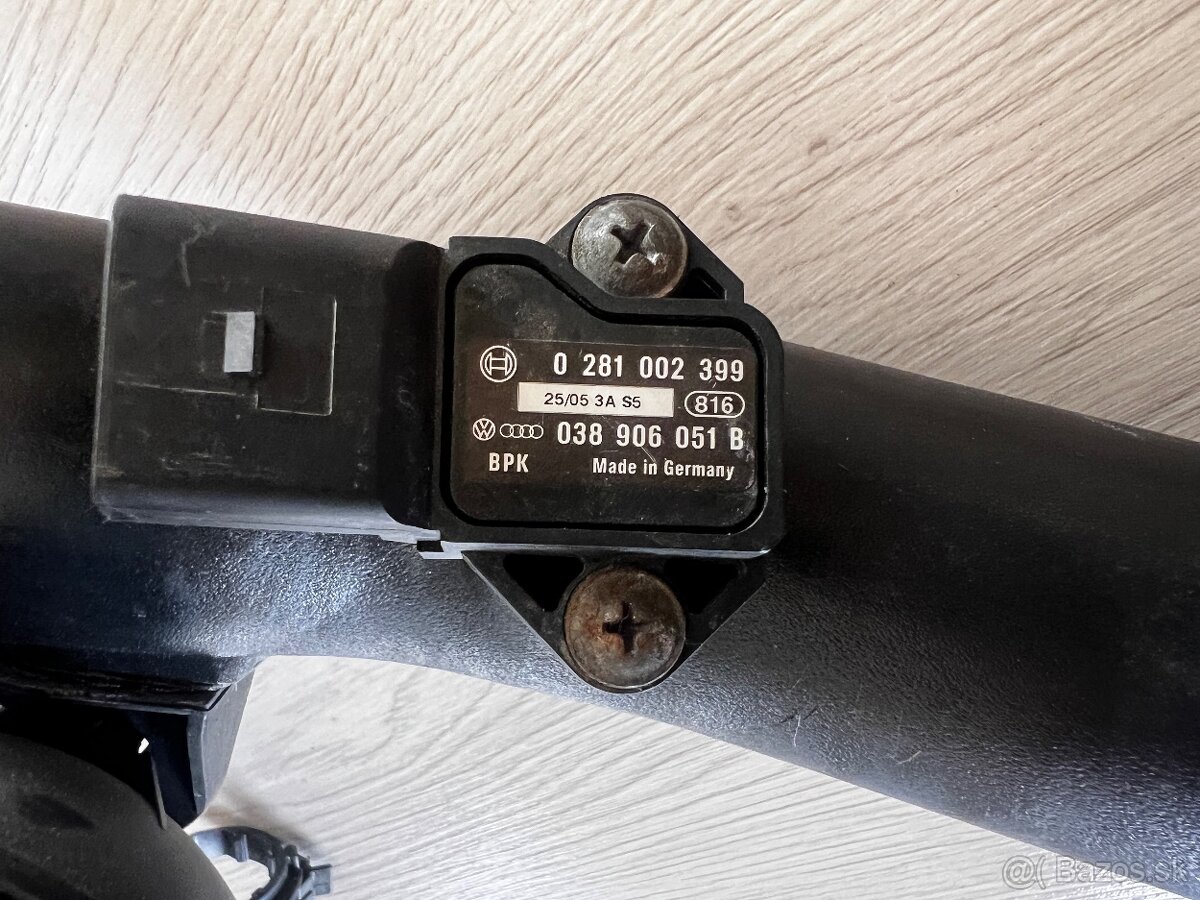 0 281 002 399
25/05 3A S5 816
038 906 051 B
BPK Made in Germany
@( Bazos.sk